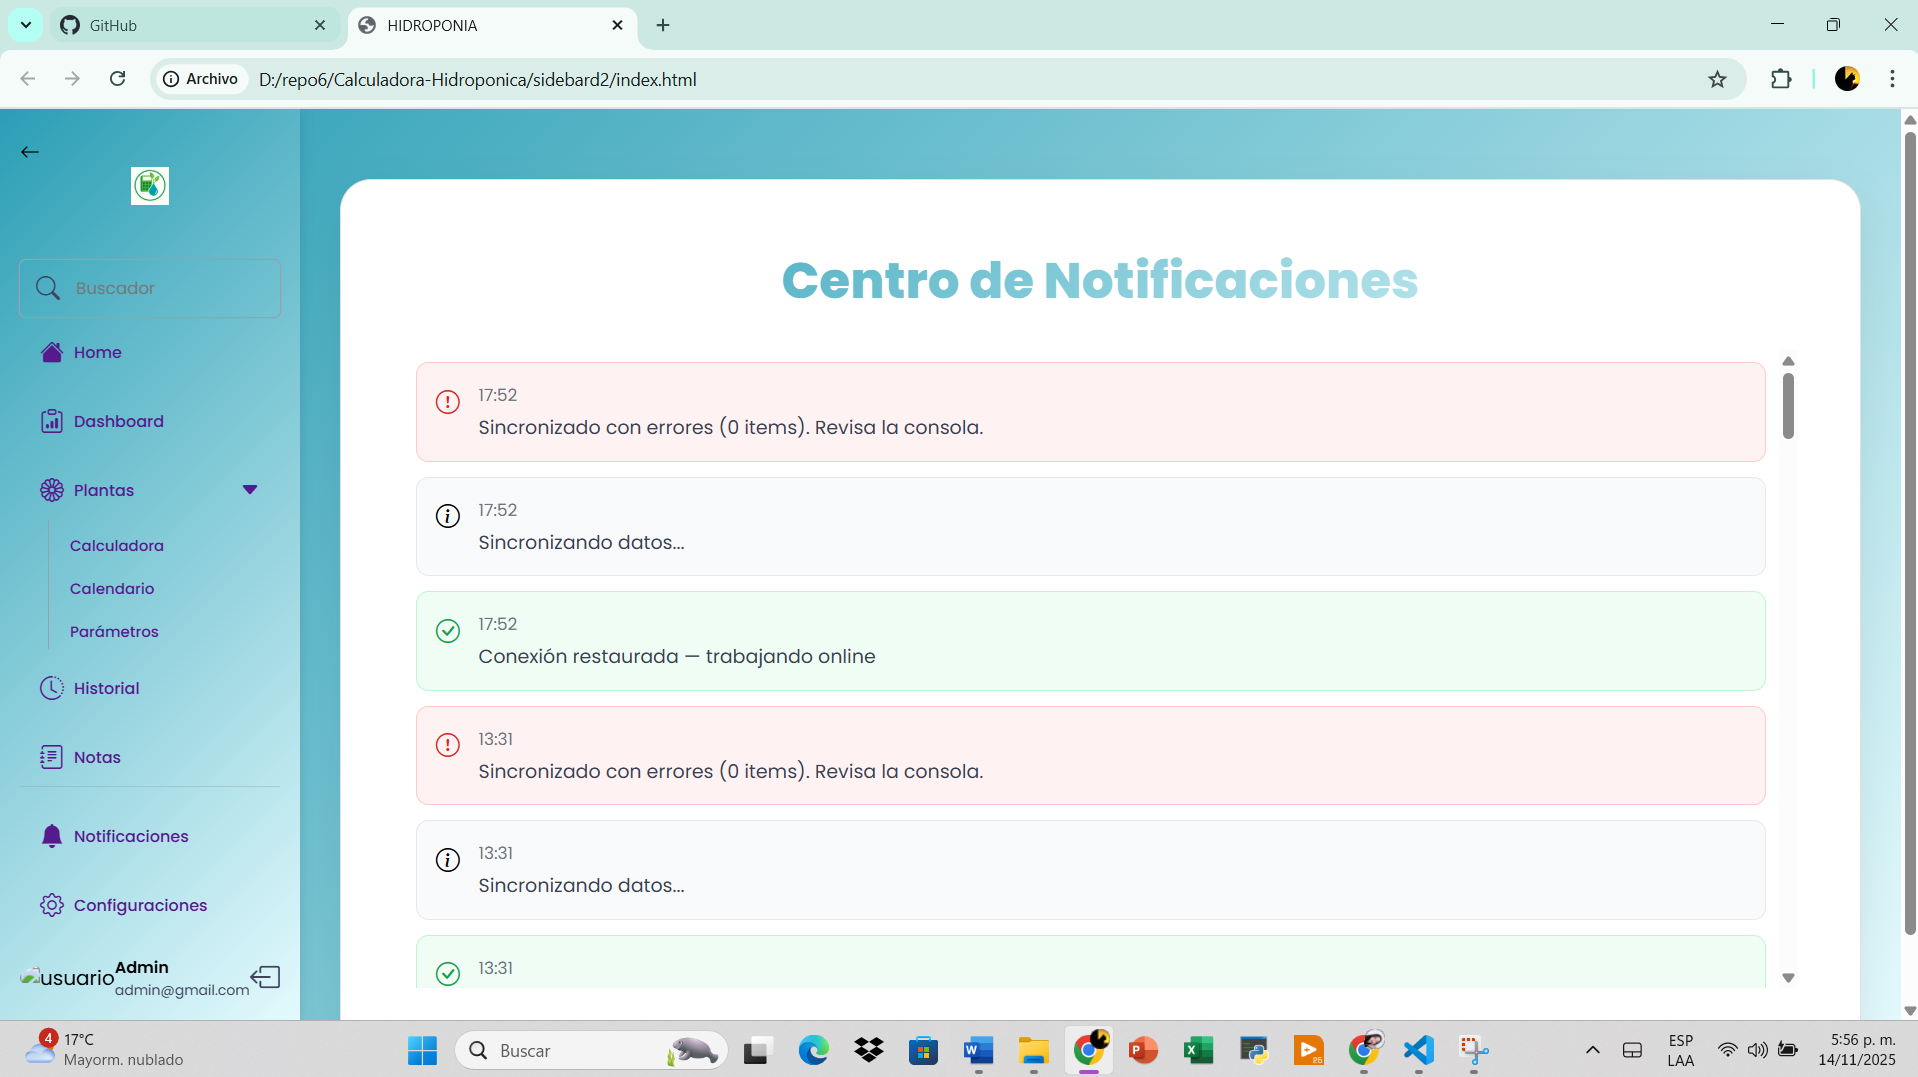 GitHub
HIDROPONIA
Archivo
D:/repo6/Calculadora-Hidroponica/sidebard2/index.html
Buscador
Home
Dashboard
Plantas
Calculadora
Calendario
Parámetros
Historial
Notas
Notificaciones
Configuraciones
usuario
Admin
admin@gmail.com
Centro de Notificaciones
17:52
Sincronizado con errores (0 items). Revisa la consola.
17:52
Sincronizando datos...
17:52
Conexión restaurada — trabajando online
13:31
Sincronizado con errores (0 items). Revisa la consola.
13:31
Sincronizando datos...
13:31
4
17°C
Mayorm. nublado
Buscar
25
ESP
LAA
5:56 p. m.
14/11/2025